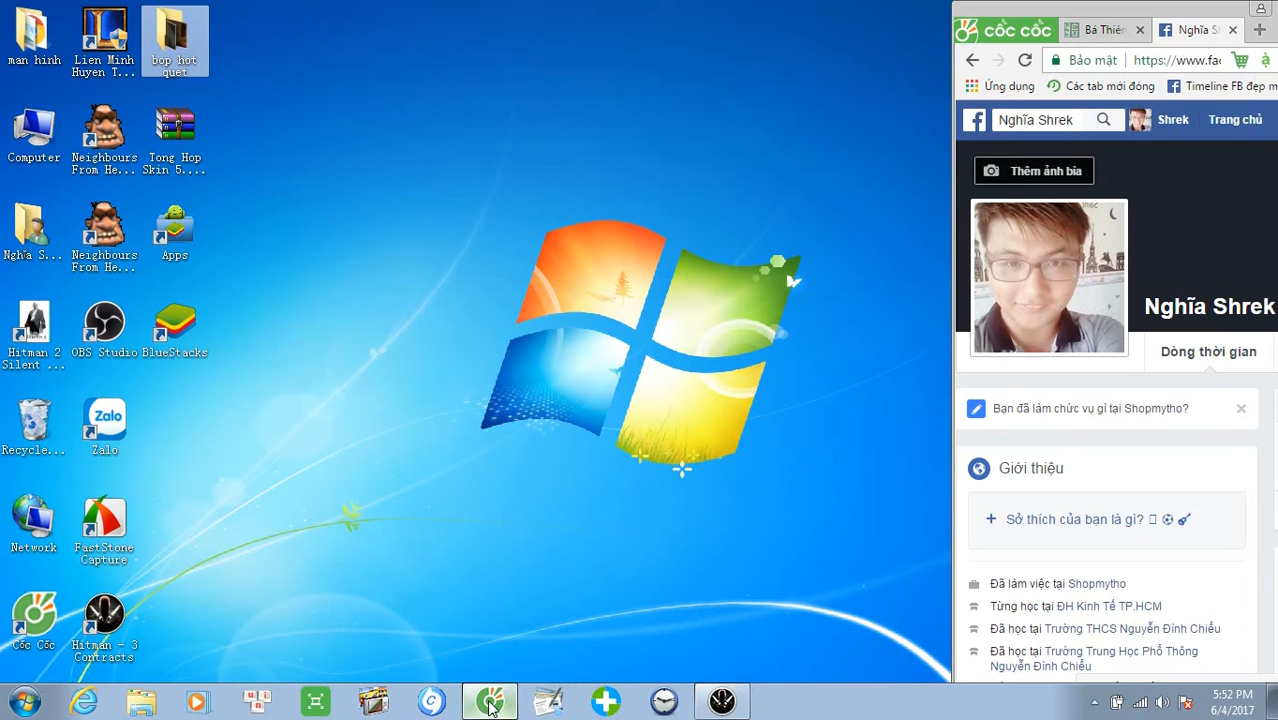 man hinh
Lien Minh
Huyen T...
bop hot
quet
Computer
Neighbours
From He...
Tong Hop
Skin 5....
Nghĩa S...
Neighbours
From He...
Apps
Hitman 2
Silent ...
OBS Studio
BlueStacks
Recycle...
Zalo
Zalo
Network
FastStone
Capture
Cốc Cốc
Hitman - 3
Contracts
CỐC CỐC
Bá Thiên
Nghĩa Sh
Bảo mật
https://www.fac
Ứng dụng
Các tab mới đóng
Timeline FB đẹp m
Nghĩa Shrek
Shrek
Trang chủ
Thêm ảnh bìa
Nghĩa Shrek
Dòng thời gian
Bạn đã làm chức vụ gì tại Shopmytho?
Giới thiệu
+ Sở thích của bạn là gì?
Đã làm việc tại Shopmytho
Từng học tại ĐH Kinh Tế TP.HCM
Đã học tại Trường THCS Nguyễn Đình Chiểu
Đã học tại Trường Trung Học Phổ Thông
Nguyễn Đình Chiểu
5:52 PM
6/4/2017